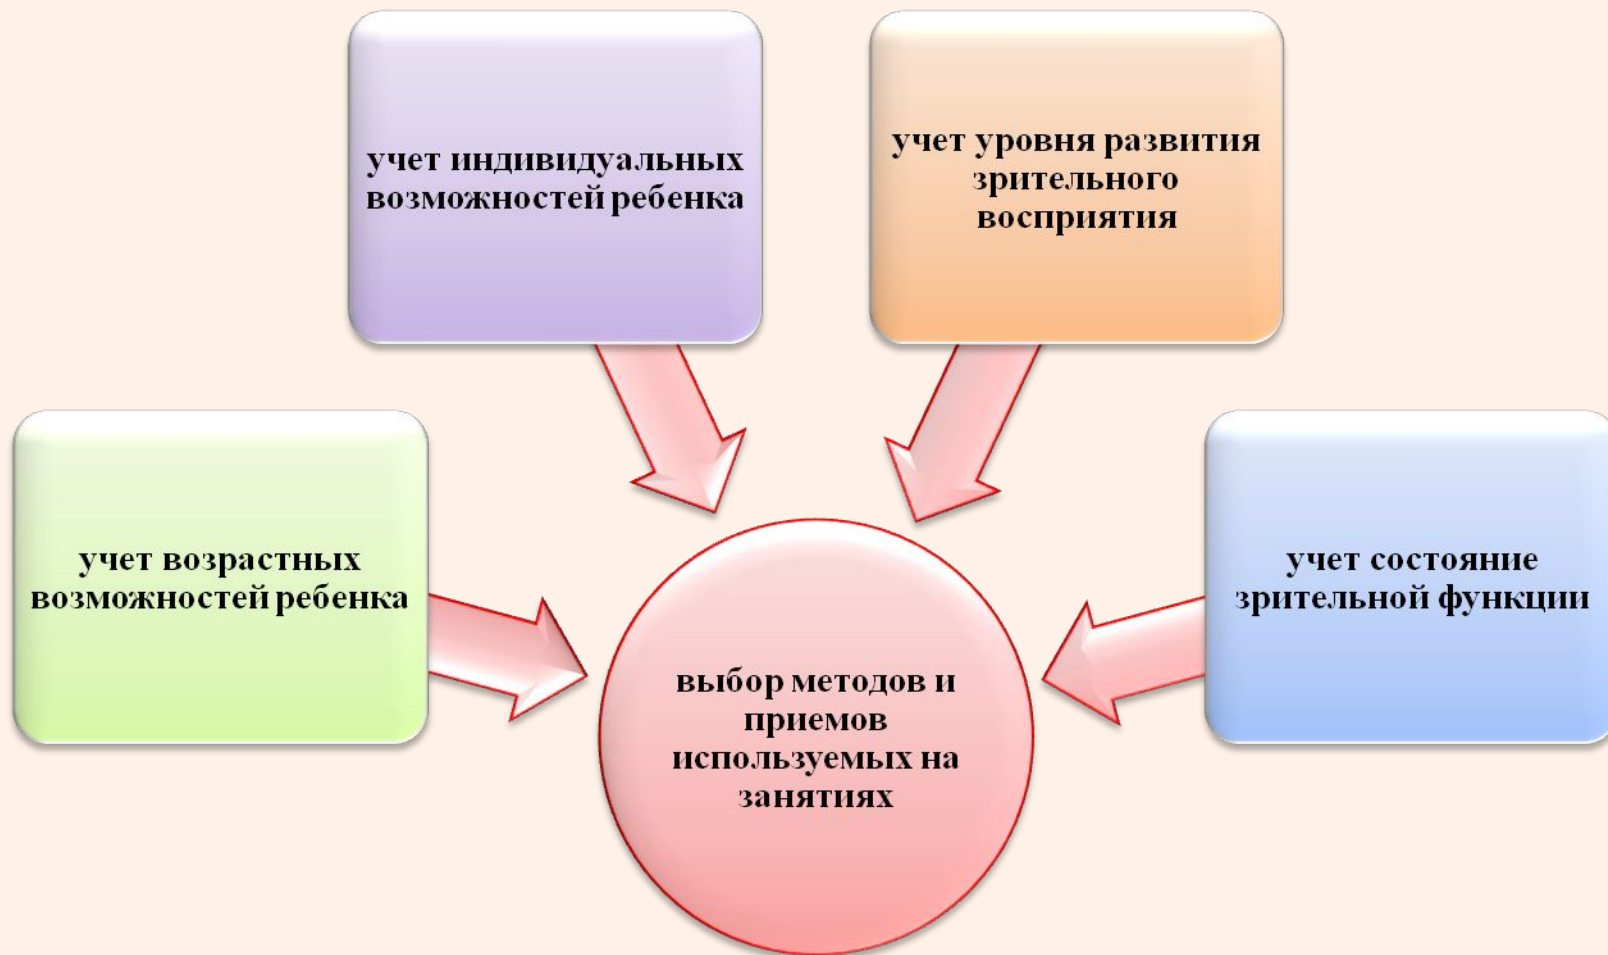 учет индивидуальных
возможностей ребенка
учет уровня развития
зрительного
восприятия
учет возрастных
возможностей ребенка
учет состояние
зрительной функции
выбор методов и
приемов
используемых на
занятиях